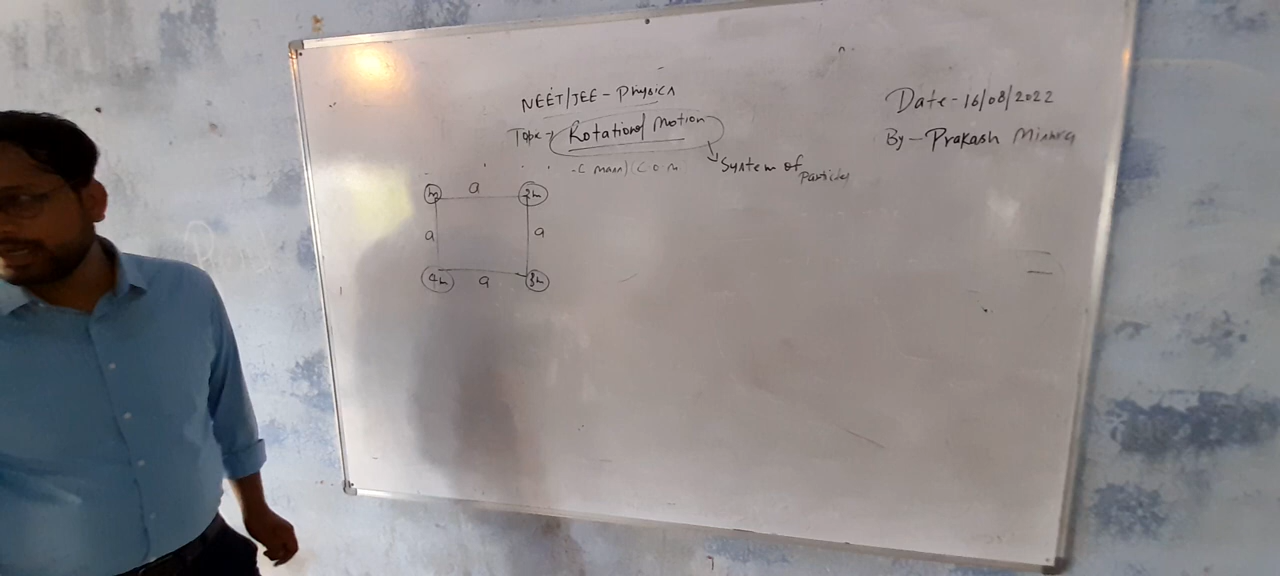 NEET/JEE - Physics
Date - 16/08/2022
Topic → Rotational Motion
By - Prakash Mishra
System of
Particles
C O M
m a 2m
a a
4m a 3m